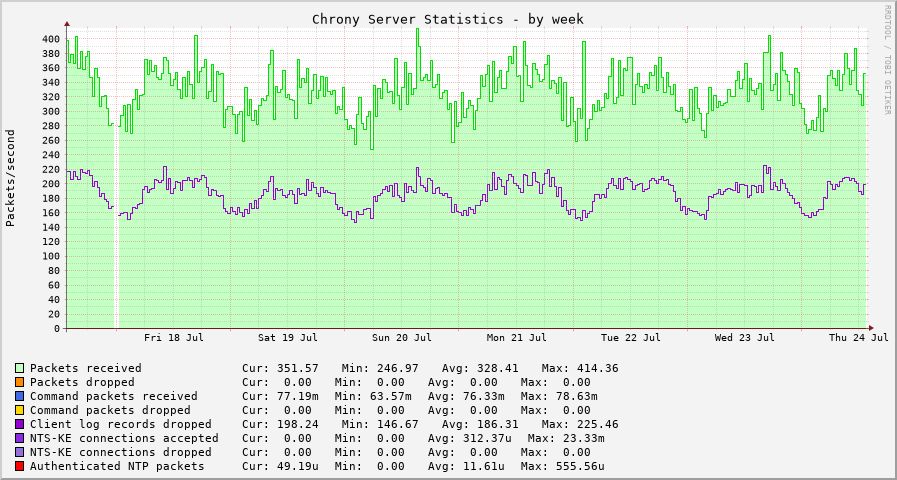 Chrony Server Statistics - by week
RRDTOOL / TOBI OETIKER
Packets/second
400
380
360
340
320
300
280
260
240
220
200
180
160
140
120
100
80
60
40
20
0
Fri 18 Jul Sat 19 Jul Sun 20 Jul Mon 21 Jul Tue 22 Jul Wed 23 Jul Thu 24 Jul
Packets received Cur: 351.57 Min: 246.97 Avg: 328.41 Max: 414.36
Packets dropped Cur: 0.00 Min: 0.00 Avg: 0.00 Max: 0.00
Command packets received Cur: 77.19m Min: 63.57m Avg: 76.33m Max: 78.63m
Command packets dropped Cur: 0.00 Min: 0.00 Avg: 0.00 Max: 0.00
Client log records dropped Cur: 198.24 Min: 146.67 Avg: 186.31 Max: 225.46
NTS-KE connections accepted Cur: 0.00 Min: 0.00 Avg: 312.37u Max: 23.33m
NTS-KE connections dropped Cur: 0.00 Min: 0.00 Avg: 0.00 Max: 0.00
Authenticated NTP packets Cur: 49.19u Min: 0.00 Avg: 11.61u Max: 555.56u